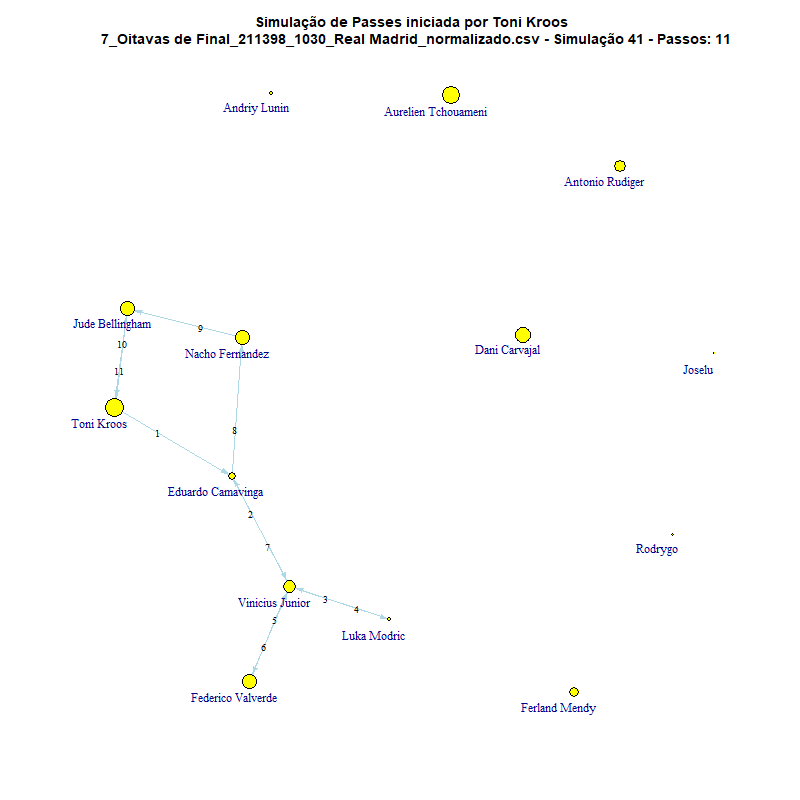 Simulação de Passes iniciada por Toni Kroos
7_Oitavas de Final_211398_1030_Real Madrid_normalizado.csv - Simulação 41 - Passos: 11
Andriy Lunin
Aurelien Tchouameni
Antonio Rudiger
Jude Bellingham
9
Nacho Fernandez
10
Dani Carvajal
11
Joselu
Toni Kroos
1
8
Eduardo Camavinga
2
7
Rodrygo
Vinicius Junior
3
4
5
Luka Modric
6
Federico Valverde
Ferland Mendy